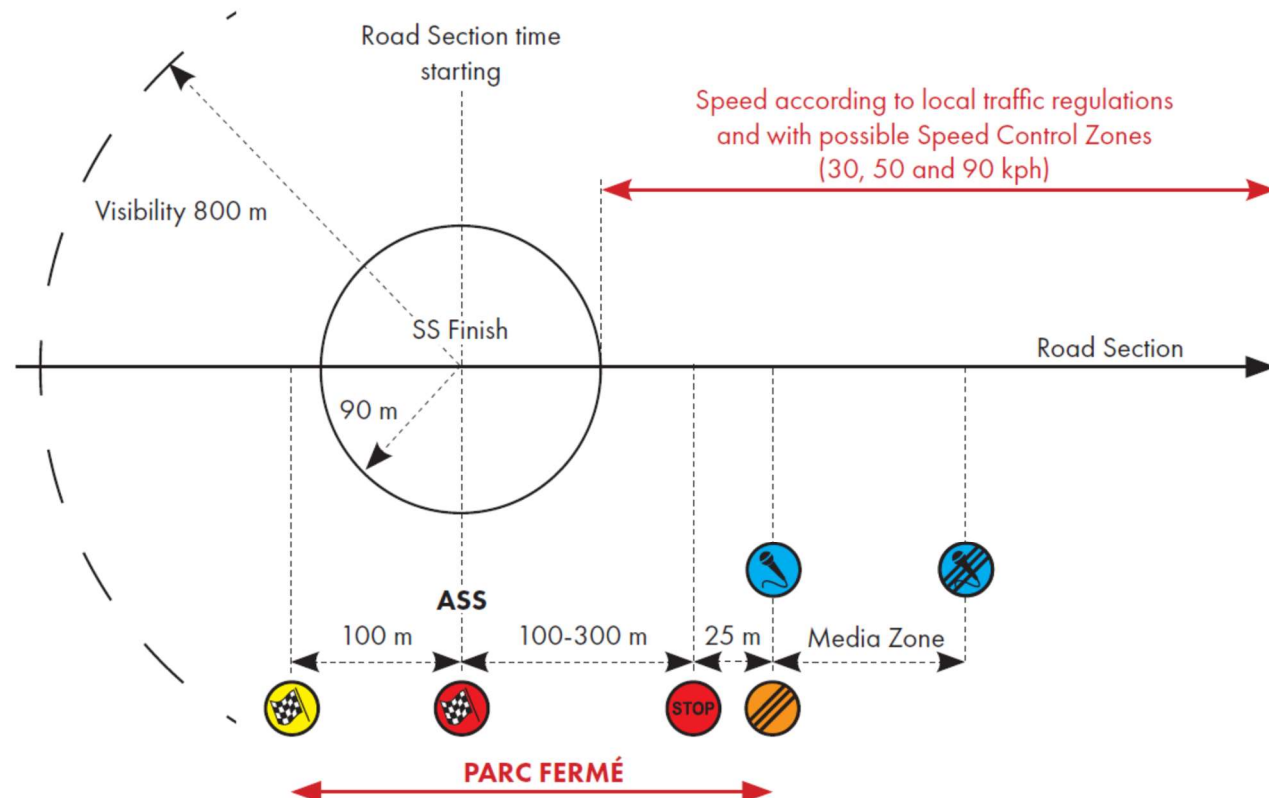 Road Section time
starting
Speed according to local traffic regulations
and with possible Speed Control Zones
(30, 50 and 90 kph)
Visibility 800 m
SS Finish
Road Section
90 m
ASS
100 m
100-300 m
25 m
Media Zone
STOP
PARC FERMÉ